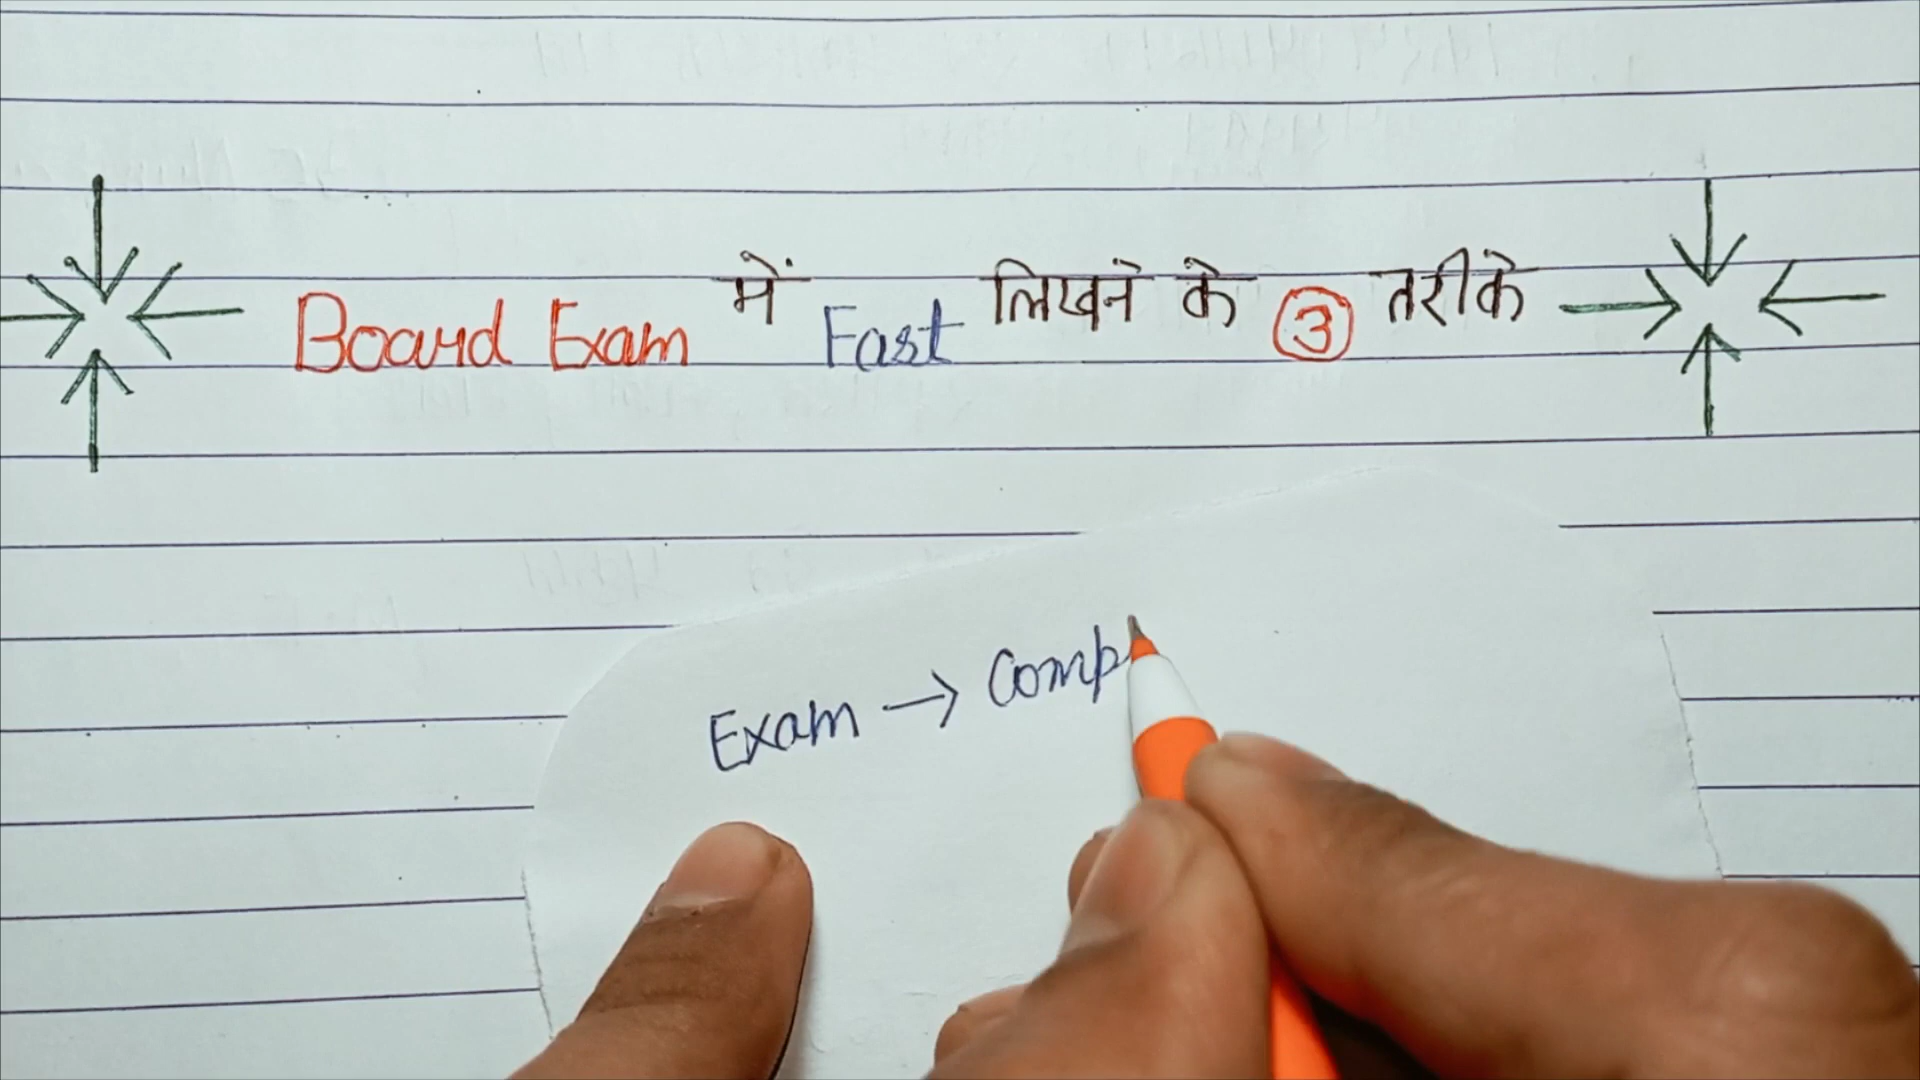 Board Exam में Fast लिखने के 3 तरीके
Exam → Comp